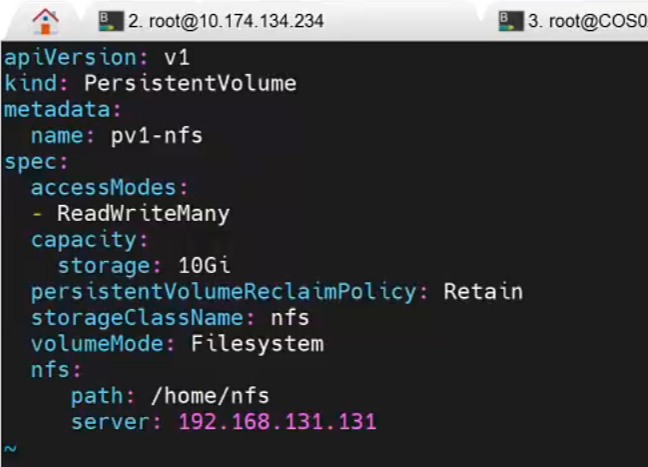 2. root@10.174.134.234
3. root@COS0
apiVersion: v1
kind: PersistentVolume
metadata:
  name: pv1-nfs
spec:
  accessModes:
  - ReadWriteMany
  capacity:
    storage: 10Gi
  persistentVolumeReclaimPolicy: Retain
  storageClassName: nfs
  volumeMode: Filesystem
  nfs:
     path: /home/nfs
     server: 192.168.131.131
~